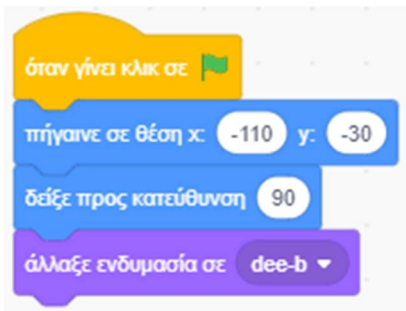 όταν γίνει κλικ σε
πήγαινε σε θέση x: -110 y: -30
δείξε προς κατεύθυνση 90
άλλαξε ενδυμασία σε dee-b